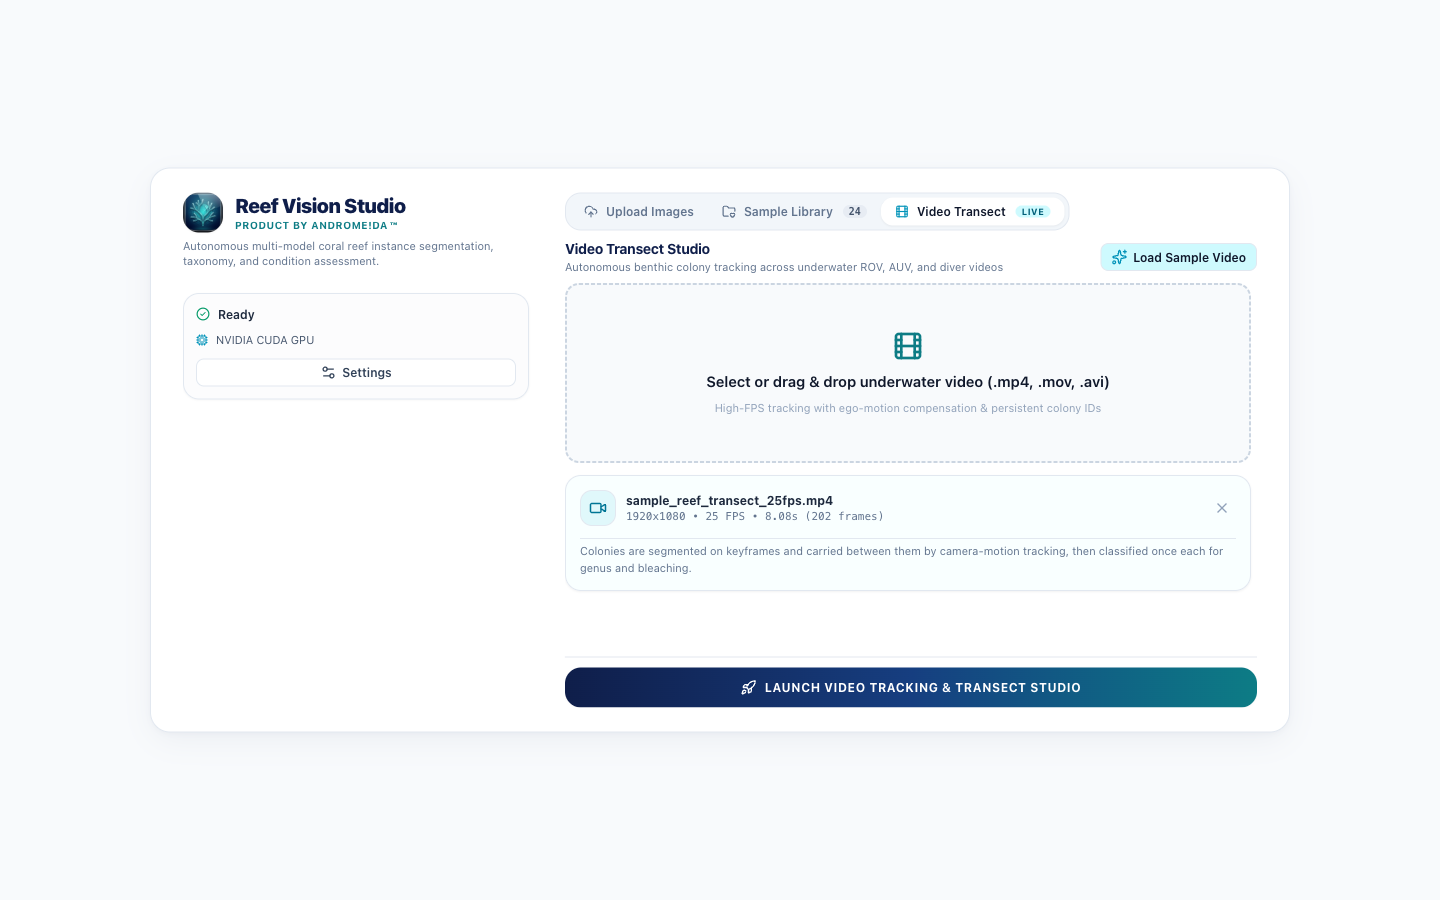 Reef Vision Studio
PRODUCT BY ANDROME!DA™
Autonomous multi-model coral reef instance segmentation,
taxonomy, and condition assessment.
Ready
NVIDIA CUDA GPU
Settings
Upload Images
Sample Library 24
Video Transect LIVE
Video Transect Studio
Autonomous benthic colony tracking across underwater ROV, AUV, and diver videos
Load Sample Video
Select or drag & drop underwater video (.mp4, .mov, .avi)
High-FPS tracking with ego-motion compensation & persistent colony IDs
sample_reef_transect_25fps.mp4
1920x1080 • 25 FPS • 8.08s (202 frames)
Colonies are segmented on keyframes and carried between them by camera-motion tracking, then classified once each for
genus and bleaching.
LAUNCH VIDEO TRACKING & TRANSECT STUDIO